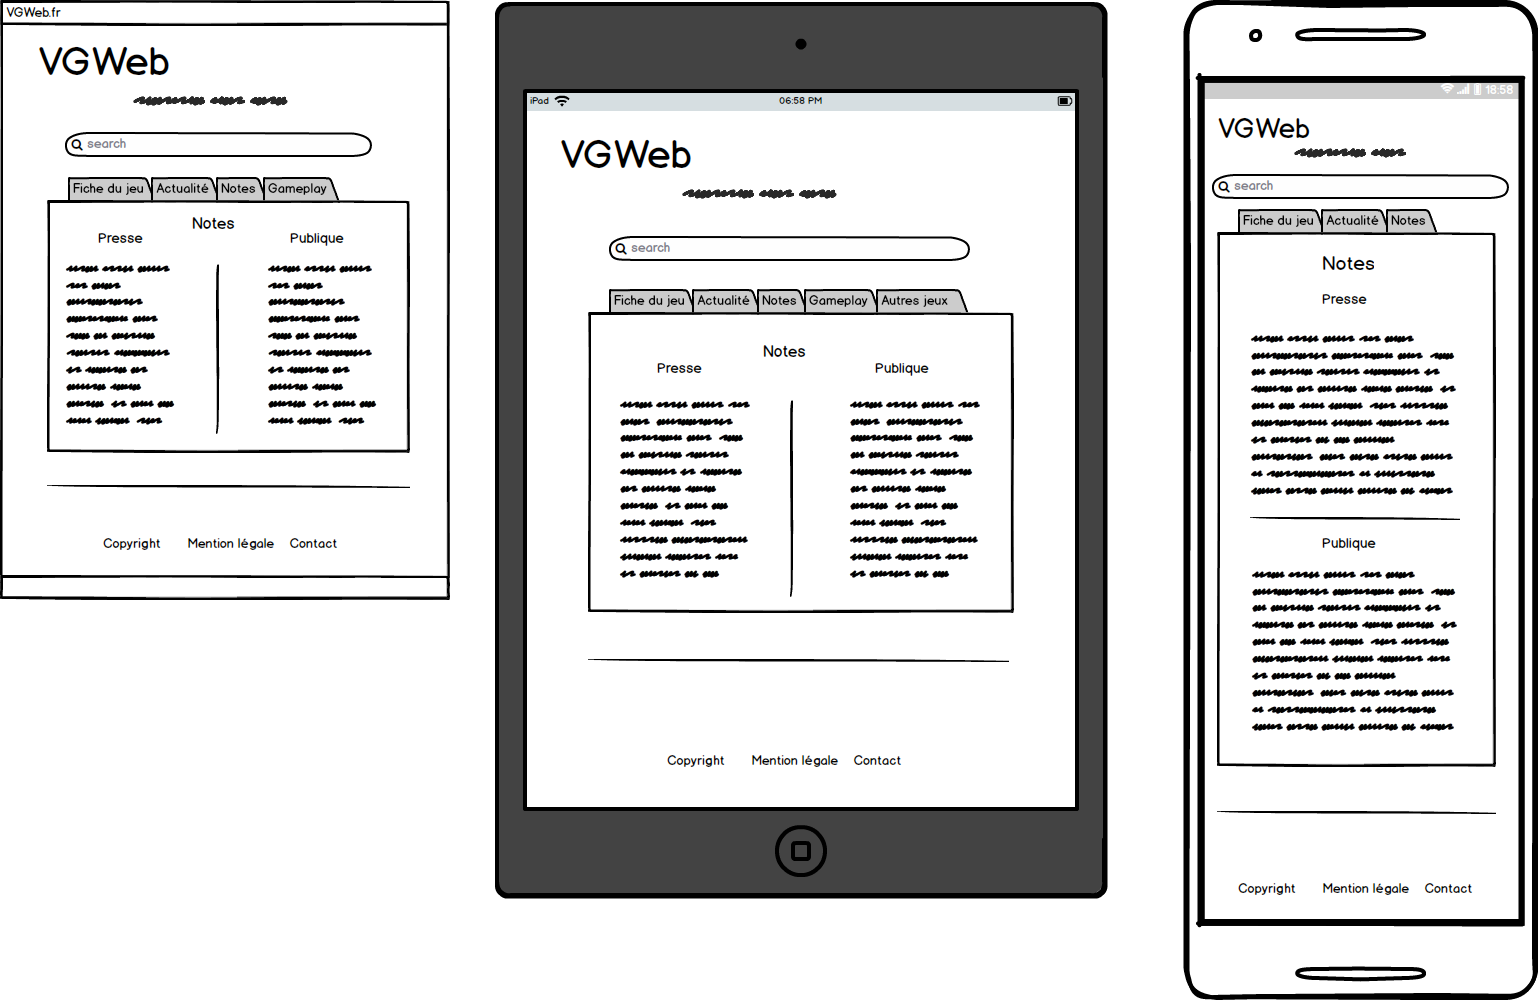 VGWeb.fr
VGWeb
search
Fiche du jeu Actualité Notes Gameplay
Notes
Presse Publique
Copyright Mention légale Contact
iPad 06:58 PM
VGWeb
search
Fiche du jeu Actualité Notes Gameplay Autres jeux
Notes
Presse Publique
Copyright Mention légale Contact
18:58
VGWeb
search
Fiche du jeu Actualité Notes
Notes
Presse
Publique
Copyright Mention légale Contact